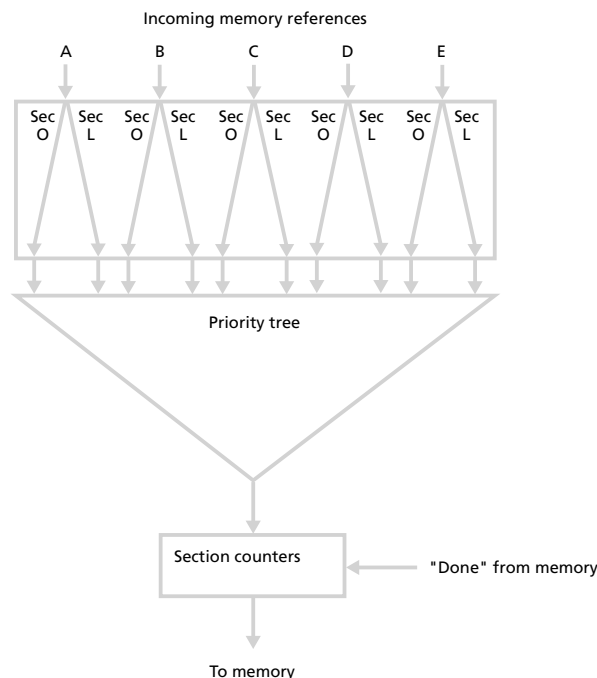 Incoming memory references
A B C D E
Sec Sec Sec Sec Sec Sec Sec Sec Sec Sec
O L O L O L O L O L
Priority tree
Section counters
"Done" from memory
To memory